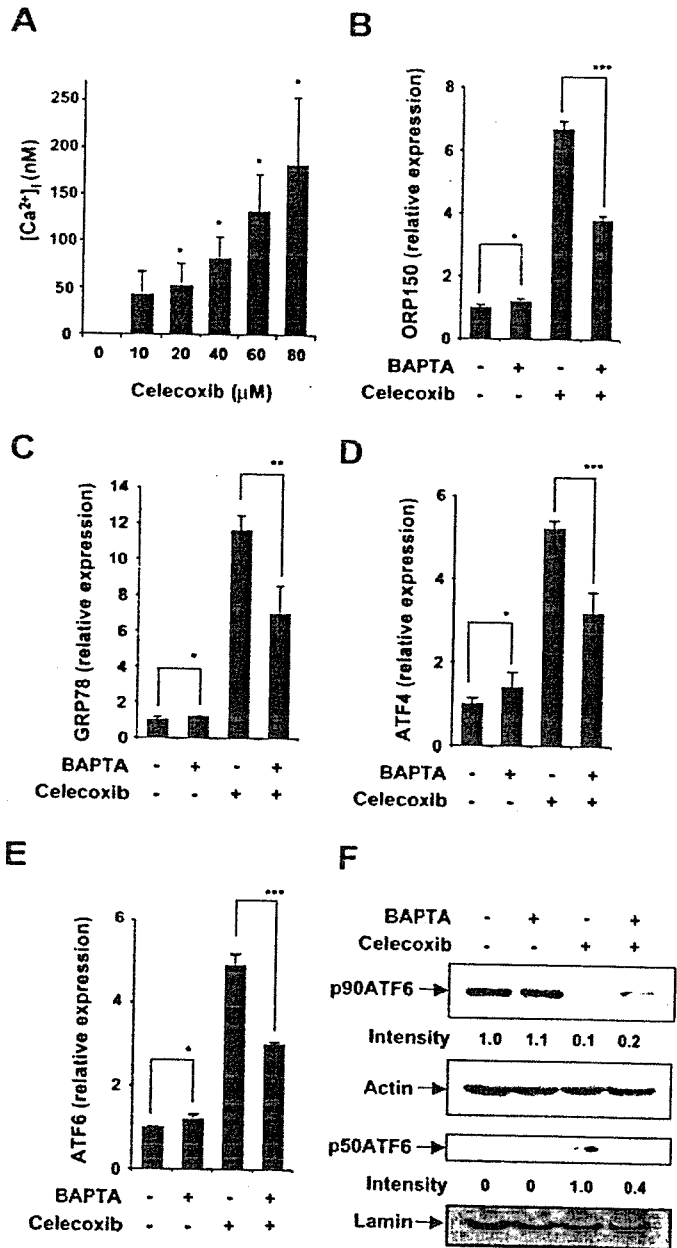 A
[Ca²⁺]ᵢ (nM)
250
200
150
100
50
0
* * * *
0 10 20 40 60 80
Celecoxib (µM)
B
ORP150 (relative expression)
8
6
4
2
0
*
***
BAPTA - + - +
Celecoxib - - + +
C
GRP78 (relative expression)
14
12
10
8
6
4
2
0
*
**
BAPTA - + - +
Celecoxib - - + +
D
ATF4 (relative expression)
6
4
2
0
*
***
BAPTA - + - +
Celecoxib - - + +
E
ATF6 (relative expression)
6
4
2
0
*
***
BAPTA - + - +
Celecoxib - - + +
F
BAPTA - + - +
Celecoxib - - + +
p90ATF6
Intensity 1.0 1.1 0.1 0.2
Actin
p50ATF6
Intensity 0 0 1.0 0.4
Lamin